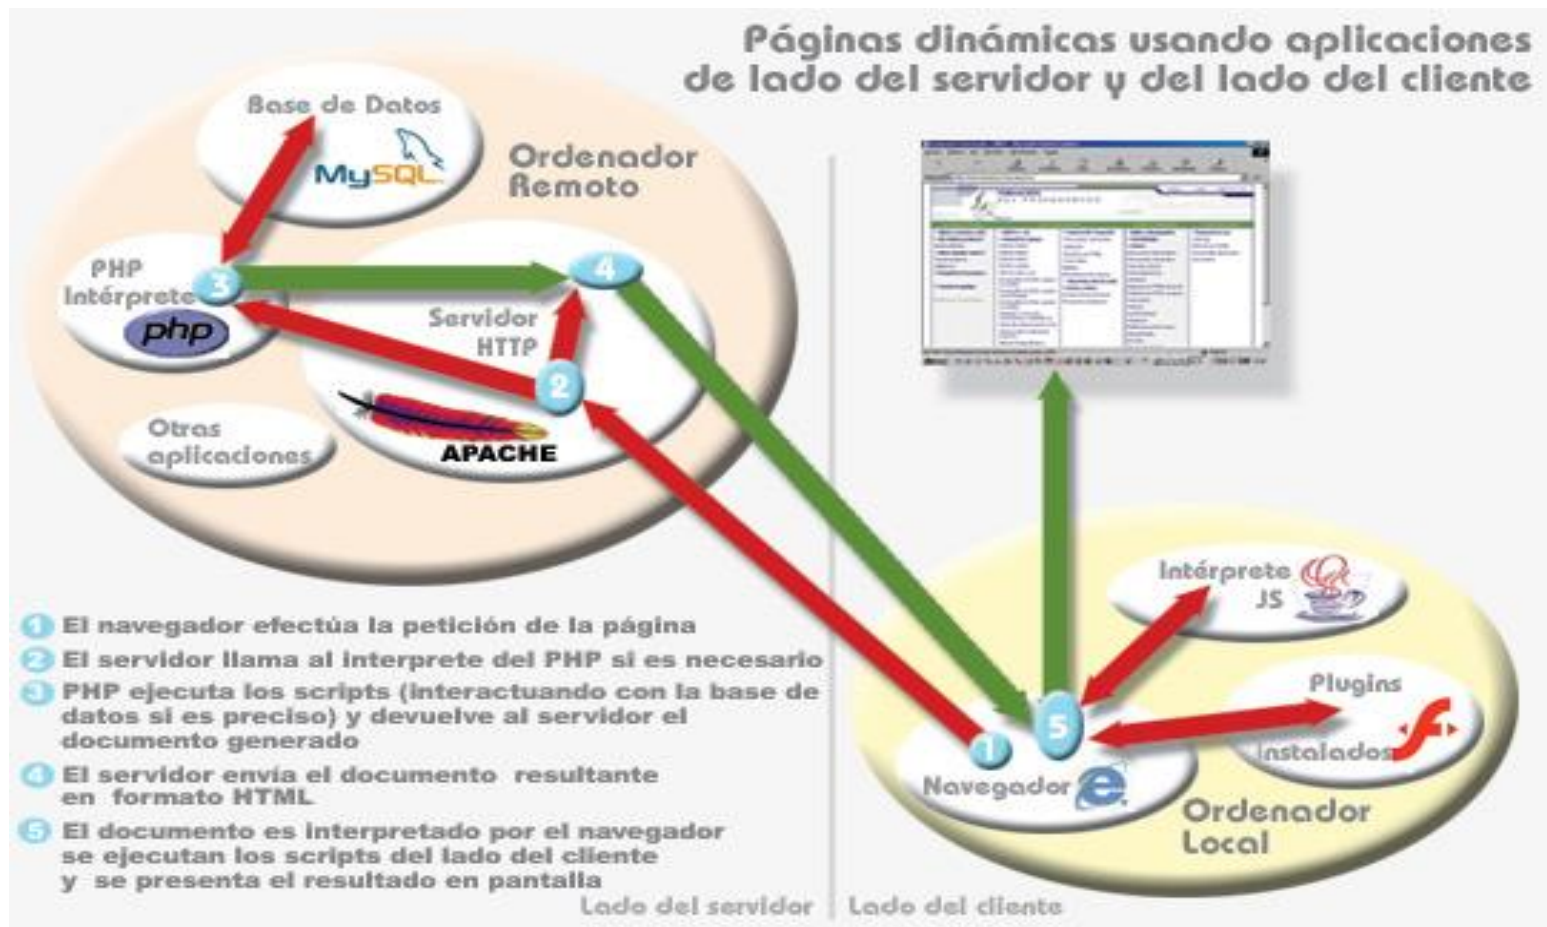 Páginas dinámicas usando aplicaciones
de lado del servidor y del lado del cliente
Base de Datos
MySQL
Ordenador
Remoto
PHP
Intérprete
php
3
4
Servidor
HTTP
2
APACHE
Otras
aplicaciones
Intérprete
JS
Plugins
Instalados
5
1
Navegador
Ordenador
Local
1 El navegador efectúa la petición de la página
2 El servidor llama al interprete del PHP si es necesario
3 PHP ejecuta los scripts (interactuando con la base de
datos si es preciso) y devuelve al servidor el
documento generado
4 El servidor envía el documento resultante
en formato HTML
5 El documento es interpretado por el navegador
se ejecutan los scripts del lado del cliente
y se presenta el resultado en pantalla
Lado del servidor
Lado del cliente